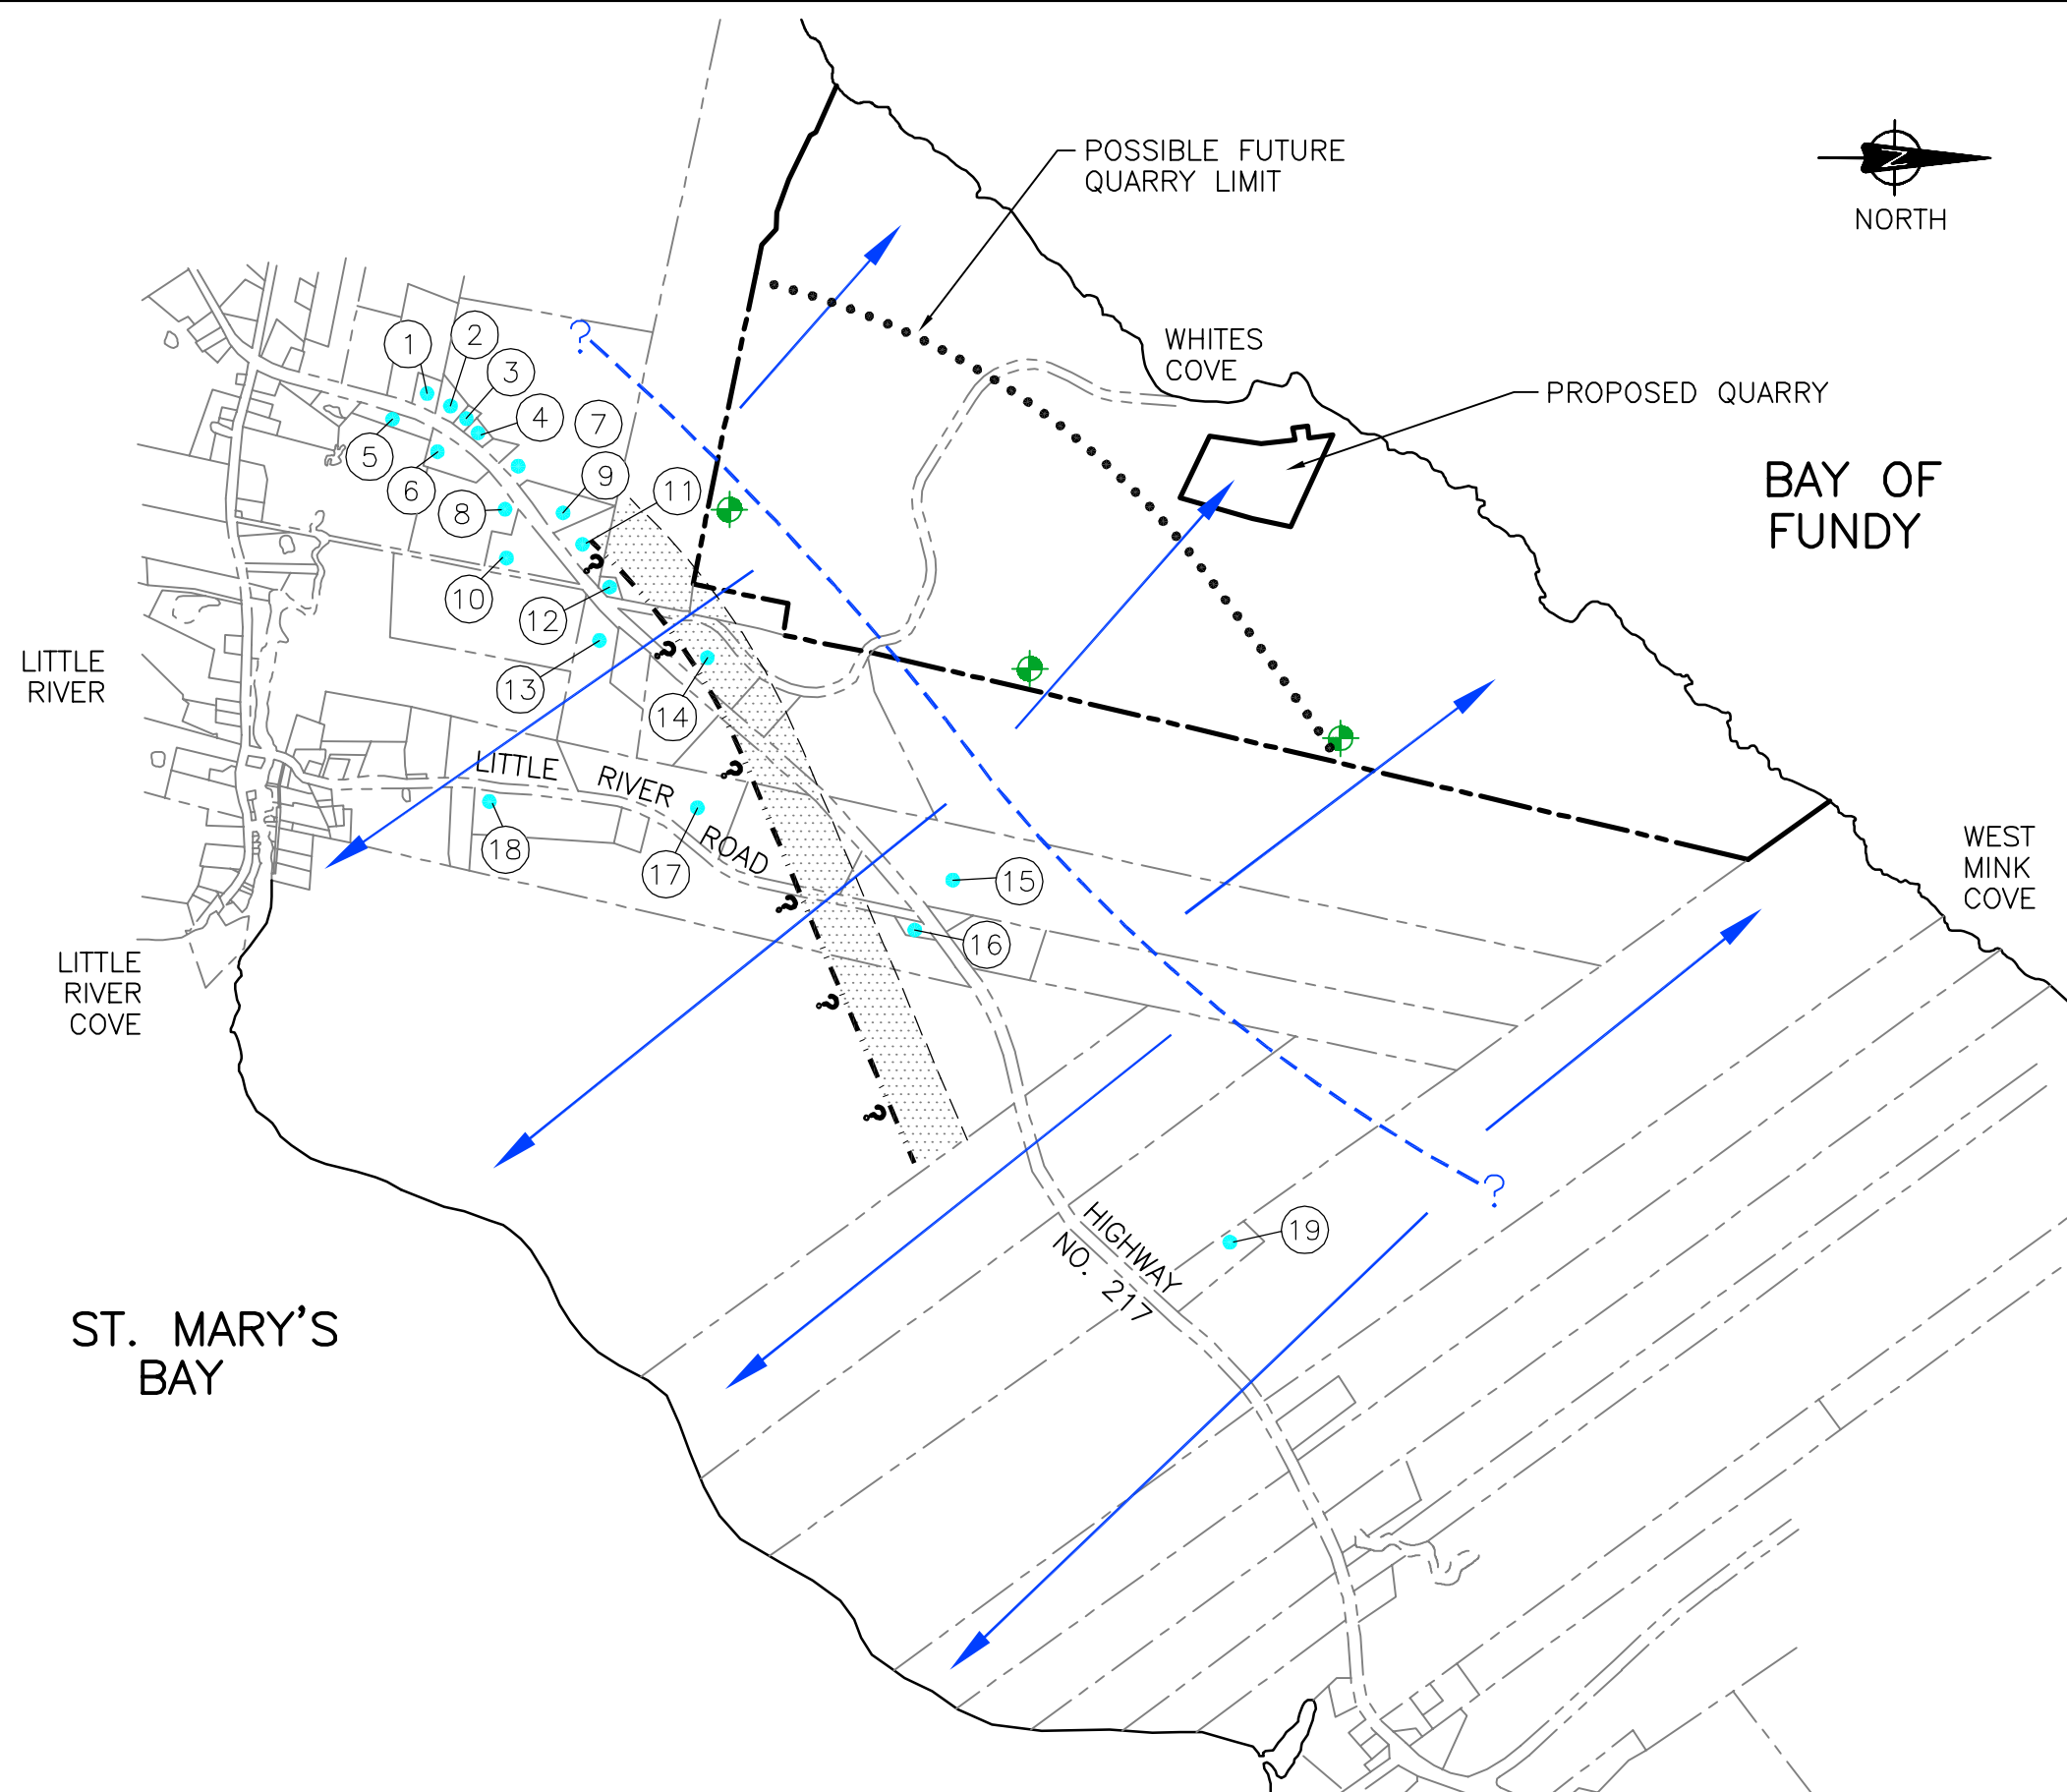 POSSIBLE FUTURE
QUARRY LIMIT
N
NORTH
WHITES
COVE
PROPOSED QUARRY
BAY OF
FUNDY
?
1
2
3
4
5
6
7
8
9
10
11
12
13
14
?
?
?
?
?
?
LITTLE
RIVER
LITTLE RIVER ROAD
15
16
17
18
WEST
MINK
COVE
LITTLE
RIVER
COVE
?
19
HIGHWAY
NO. 217
ST. MARY'S
BAY